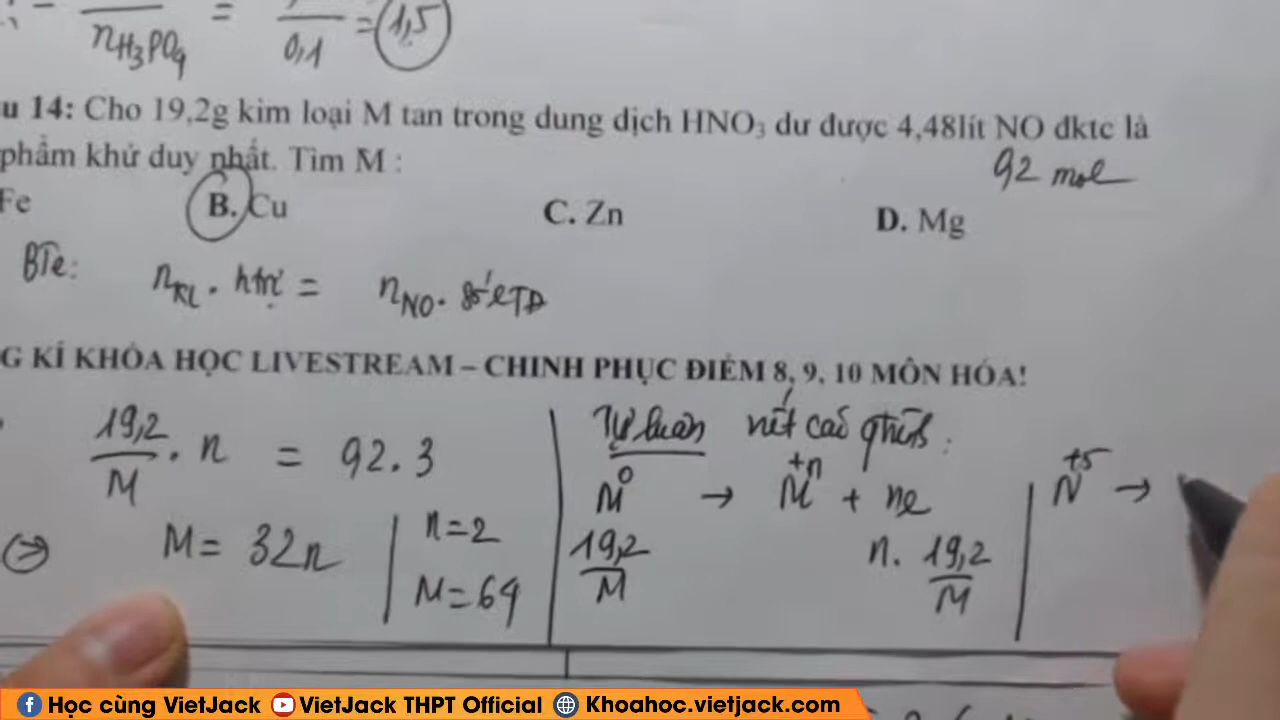 nH3PO4 = 0,1 = 1,5
u 14: Cho 19,2g kim loại M tan trong dung dịch HNO3 dư được 4,48lít NO đktc là
phẩm khử duy nhất. Tìm M :
0,2 mol
Fe B. Cu C. Zn D. Mg
BTe: nKL . htrị = nNO . số eTĐ
G KÍ KHÓA HỌC LIVESTREAM – CHINH PHỤC ĐIỂM 8, 9, 10 MÔN HÓA!
19,2/M . n = 0,2 . 3
⇒ M = 32n | n = 2
M = 64
Tự luận viết các qtrình :
M⁰ → M⁺ⁿ + ne | N⁺⁵ →
19,2/M n. 19,2/M
Học cùng VietJack VietJack THPT Official Khoahoc.vietjack.com